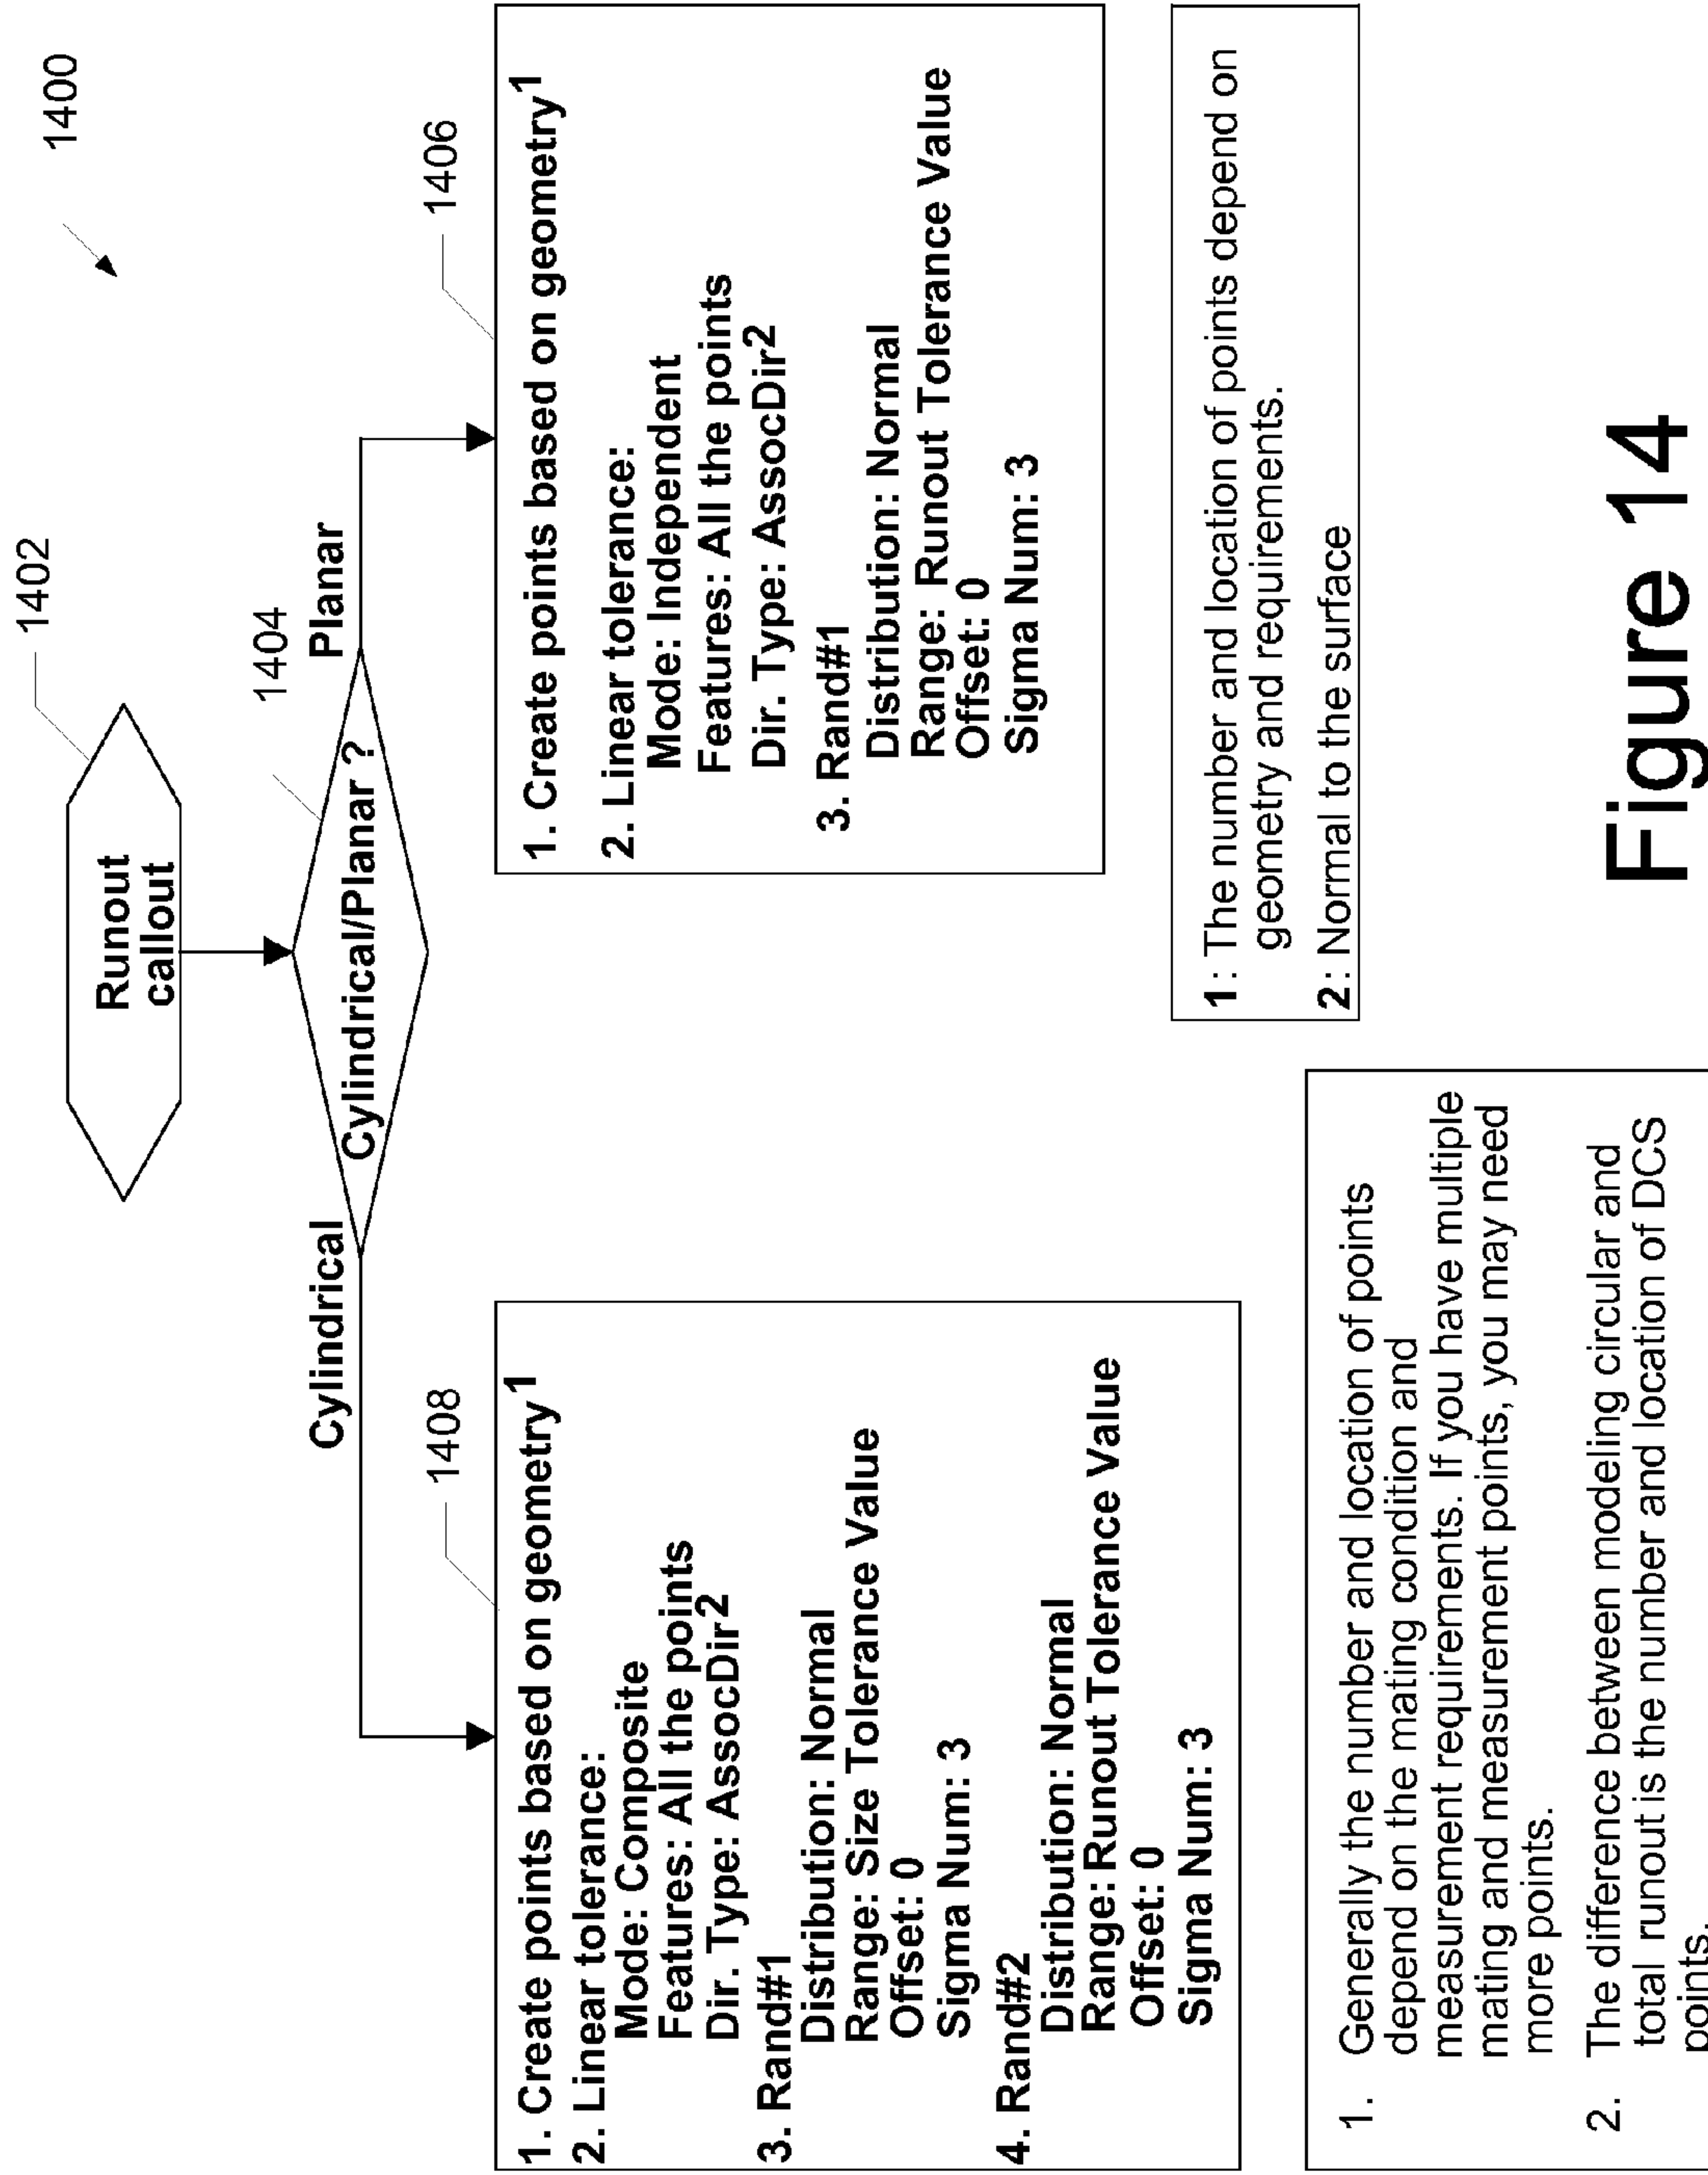 1400
1402
Runout
callout
1404
Cylindrical/Planar ?
Cylindrical
Planar
1408
1. Create points based on geometry1
2. Linear tolerance:
Mode: Composite
Features: All the points
Dir. Type: AssocDir2
3. Rand#1
Distribution: Normal
Range: Size Tolerance Value
Offset: 0
Sigma Num: 3
4. Rand#2
Distribution: Normal
Range: Runout Tolerance Value
Offset: 0
Sigma Num: 3
1406
1. Create points based on geometry1
2. Linear tolerance:
Mode: Independent
Features: All the points
Dir. Type: AssocDir2
3. Rand#1
Distribution: Normal
Range: Runout Tolerance Value
Offset: 0
Sigma Num: 3
1: The number and location of points depend on
geometry and requirements.
2: Normal to the surface
1. Generally the number and location of points
depend on the mating condition and
measurement requirements. If you have multiple
mating and measurement points, you may need
more points.
2. The difference between modeling circular and
total runout is the number and location of DCS
points.
Figure 14